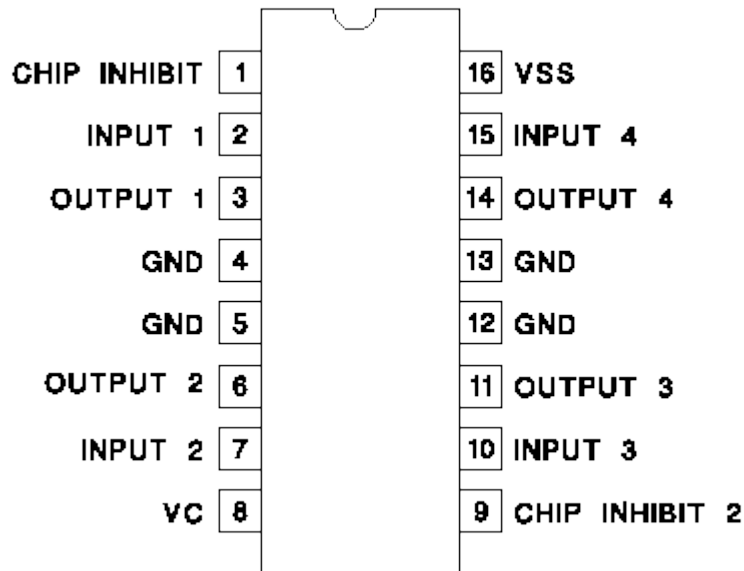 CHIP INHIBIT 1 16 VSS
INPUT 1 2 15 INPUT 4
OUTPUT 1 3 14 OUTPUT 4
GND 4 13 GND
GND 5 12 GND
OUTPUT 2 6 11 OUTPUT 3
INPUT 2 7 10 INPUT 3
VC 8 9 CHIP INHIBIT 2